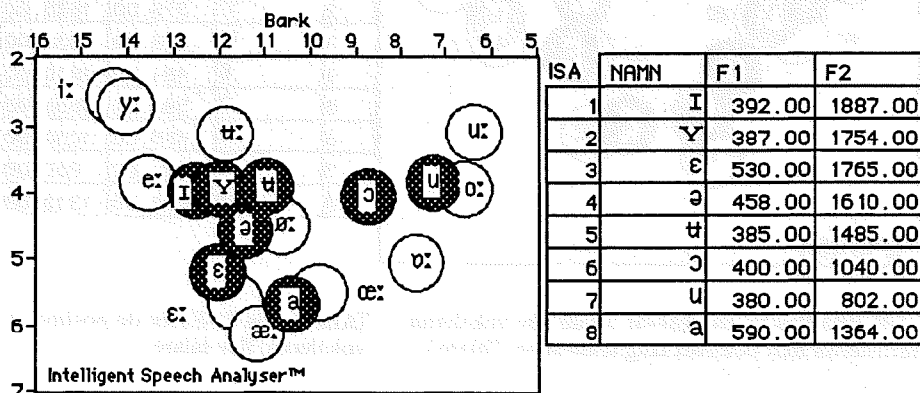 Bark
16 15 14 13 12 11 10 9 8 7 6 5
2
3
4
5
6
7
iː
yː
ʉː
uː
eː
I
Y
ʉ
ɔ
u
oː
ə
øː
ɛ
ɒː
ɛː
a
œː
æː
Intelligent Speech Analyser™
ISA NAMN F1 F2
1 I 392.00 1887.00
2 Y 387.00 1754.00
3 ɛ 530.00 1765.00
4 ə 458.00 1610.00
5 ʉ 385.00 1485.00
6 ɔ 400.00 1040.00
7 u 380.00 802.00
8 a 590.00 1364.00